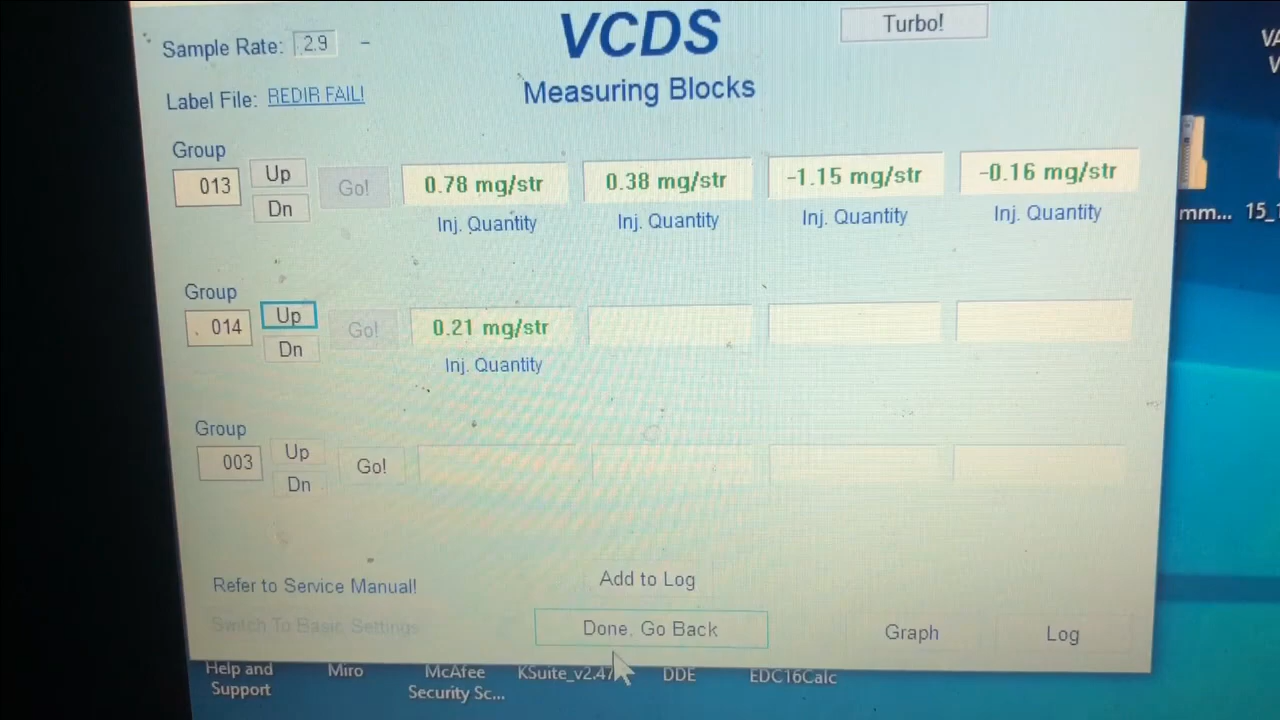 Sample Rate: 2.9 –
VCDS
Turbo!
Label File: REDIR FAIL!
Measuring Blocks
Group
013 Up Go! 0.78 mg/str 0.38 mg/str -1.15 mg/str -0.16 mg/str
Dn Inj. Quantity Inj. Quantity Inj. Quantity Inj. Quantity
Group
014 Up Go! 0.21 mg/str
Dn Inj. Quantity
Group
003 Up Go!
Dn
Refer to Service Manual!
Add to Log
Switch To Basic Settings
Done, Go Back
Graph
Log
Help and
Support
Miro
McAfee
Security Sc...
KSuite_v2.47
DDE
EDC16Calc
mm...